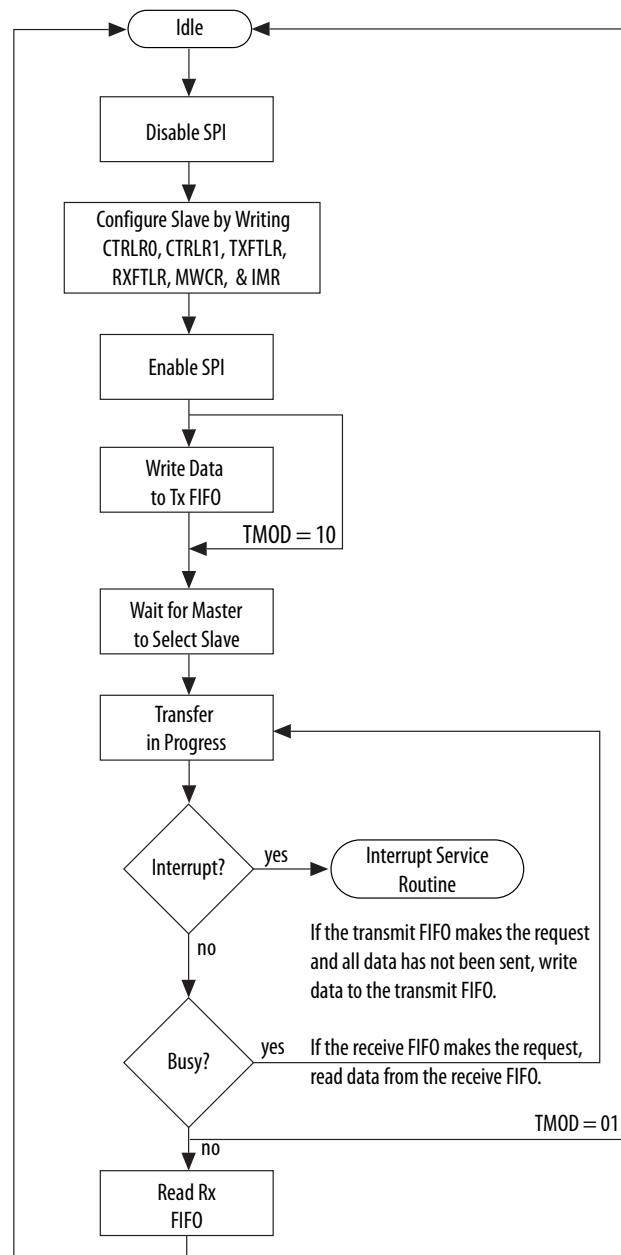 Idle
Disable SPI
Configure Slave by Writing
CTRLR0, CTRLR1, TXFTLR,
RXFTLR, MWCR, & IMR
Enable SPI
Write Data
to Tx FIFO
TMOD = 10
Wait for Master
to Select Slave
Transfer
in Progress
Interrupt?
yes
Interrupt Service
Routine
no
If the transmit FIFO makes the request
and all data has not been sent, write
data to the transmit FIFO.
Busy?
yes
If the receive FIFO makes the request,
read data from the receive FIFO.
TMOD = 01
no
Read Rx
FIFO